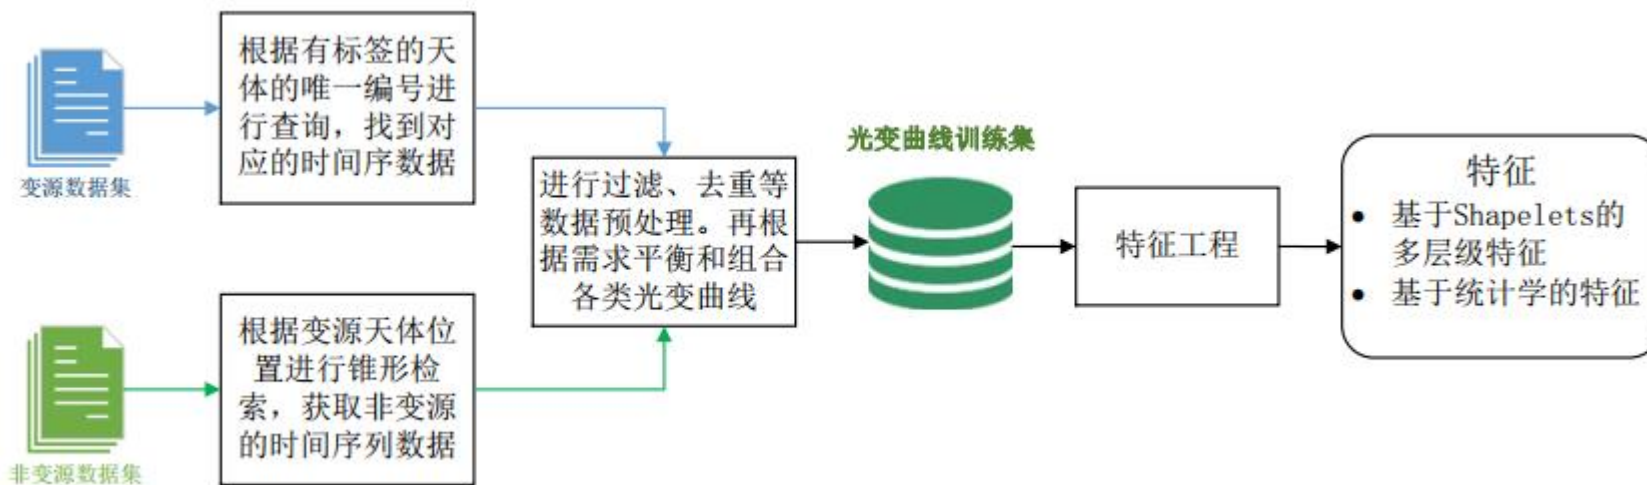 根据有标签的天
体的唯一编号进
行查询，找到对
应的时间序数据
变源数据集
根据变源天体位
置进行锥形检
索，获取非变源
的时间序列数据
非变源数据集
进行过滤、去重等
数据预处理。再根
据需求平衡和组合
各类光变曲线
光变曲线训练集
特征工程
特征
• 基于Shapelets的
多层级特征
• 基于统计学的特征